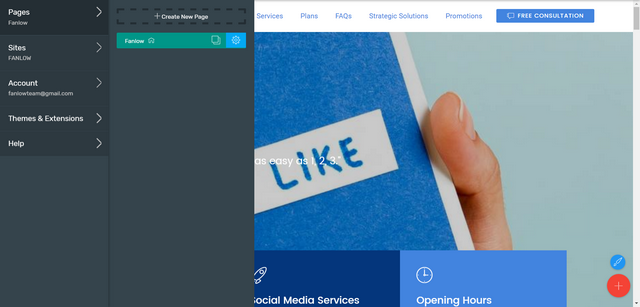 Pages
Fanlow
Sites
FANLOW
Account
fanlowteam@gmail.com
Themes & Extensions
Help
+ Create New Page
Fanlow
Services Plans FAQs Strategic Solutions Promotions FREE CONSULTATION
LIKE
as easy as 1, 2, 3."
Social Media Services
Opening Hours